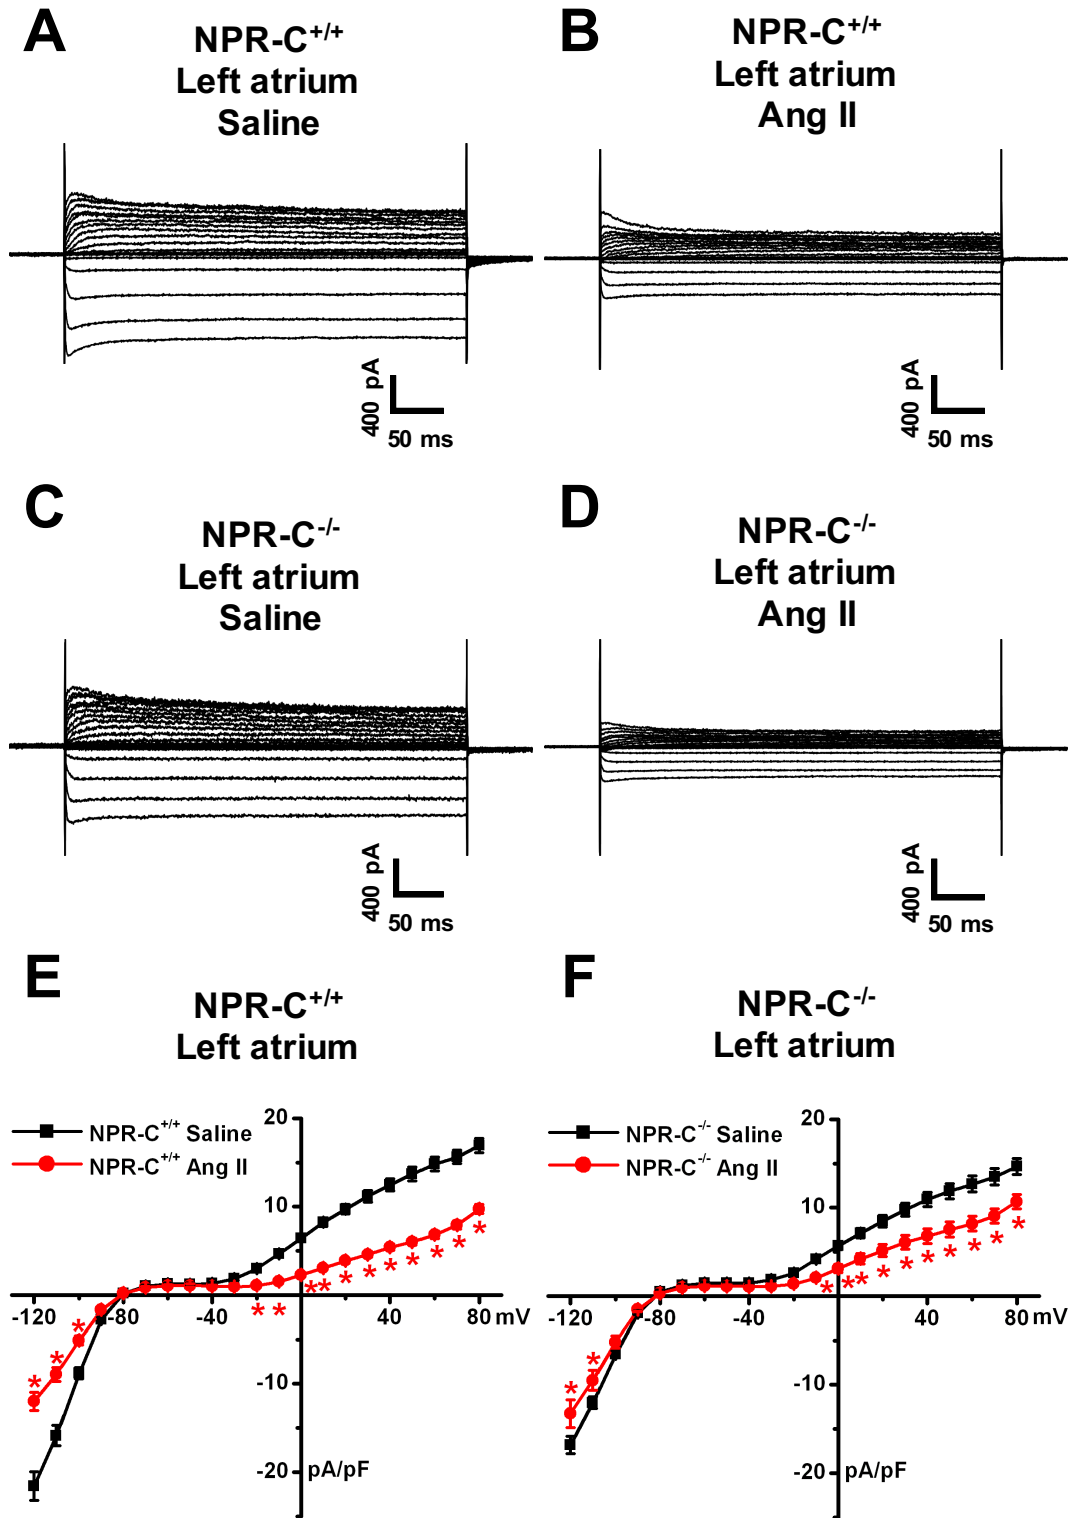 A
NPR-C+/+
Left atrium
Saline
B
NPR-C+/+
Left atrium
Ang II
400 pA
50 ms
400 pA
50 ms
C
NPR-C-/-
Left atrium
Saline
D
NPR-C-/-
Left atrium
Ang II
400 pA
50 ms
400 pA
50 ms
E
NPR-C+/+
Left atrium
NPR-C+/+ Saline
NPR-C+/+ Ang II
20
10
-120 -80 -40 40 80 mV
-10
-20 pA/pF
* * * * * * * * * * * * * *
F
NPR-C-/-
Left atrium
NPR-C-/- Saline
NPR-C-/- Ang II
20
10
-120 -80 -40 40 80 mV
-10
-20 pA/pF
* * * * * * * * * * * *